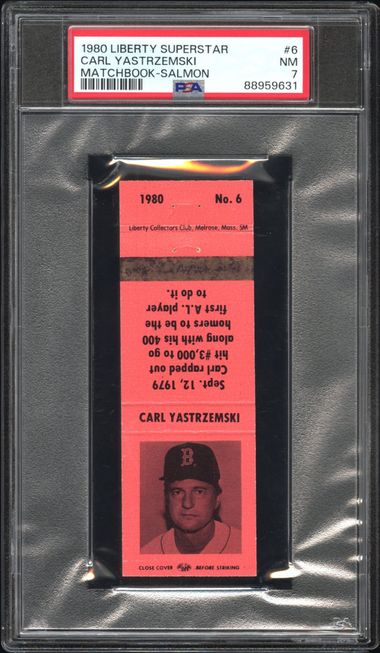 1980 LIBERTY SUPERSTAR #6
CARL YASTRZEMSKI NM
MATCHBOOK-SALMON 7
PSA 88959631
1980 No. 6
Liberty Collectors Club, Melrose, Mass. SM
Sept. 12, 1979
Carl rapped out
hit #3,000 to go
along with his 400
homers to be the
first A.L. player
to do it.
CARL YASTRZEMSKI
B
CLOSE COVER BEFORE STRIKING